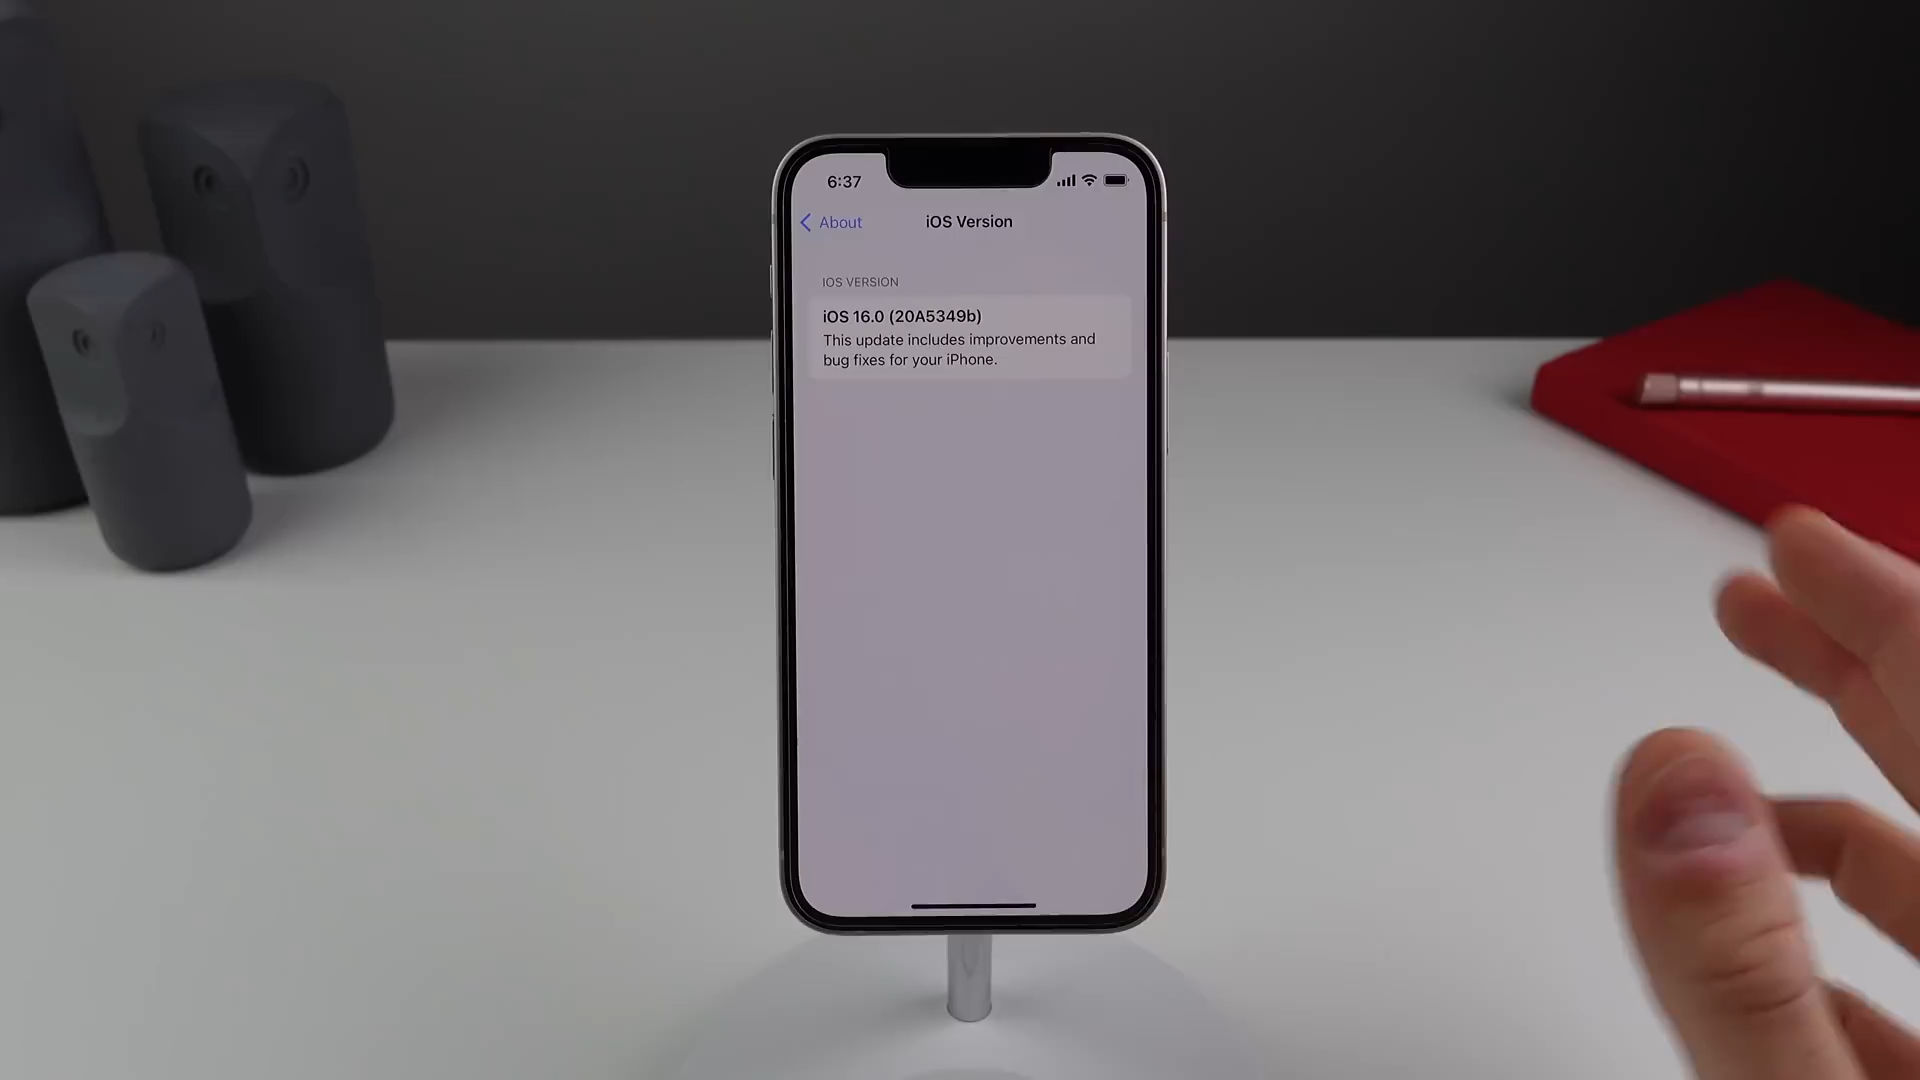 6:37
About
iOS Version
IOS VERSION
iOS 16.0 (20A5349b)
This update includes improvements and
bug fixes for your iPhone.